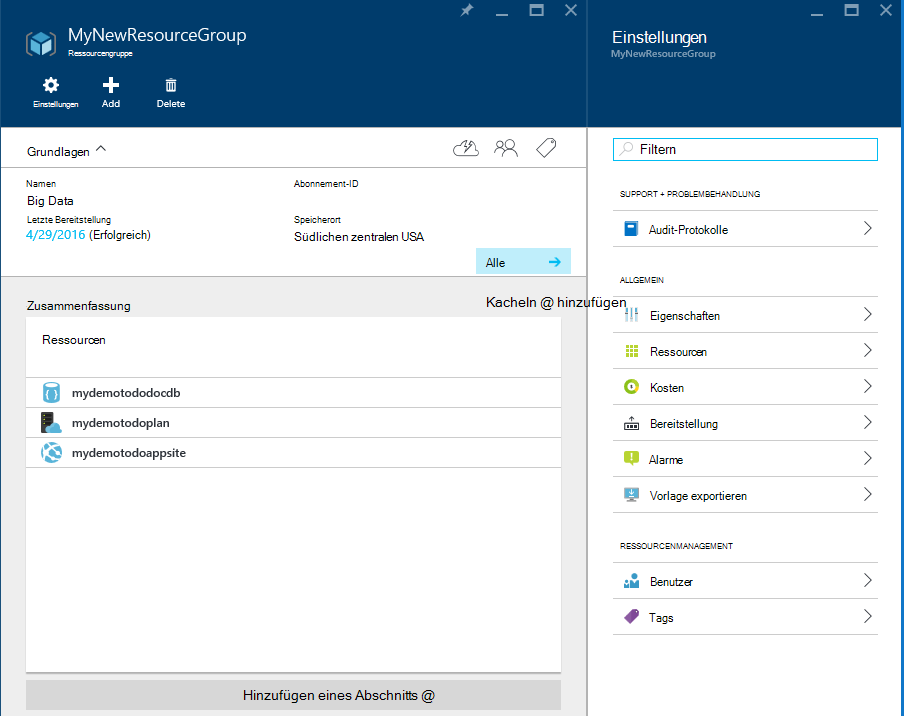 MyNewResourceGroup
Ressourcengruppe
Einstellungen
Add
Delete
Grundlagen
Namen
Big Data
Abonnement-ID
Letzte Bereitstellung
4/29/2016 (Erfolgreich)
Speicherort
Südlichen zentralen USA
Alle
Zusammenfassung
Kacheln @ hinzufügen
Ressourcen
mydemotododocdb
mydemotodoplan
mydemotodoappsite
Hinzufügen eines Abschnitts @
Einstellungen
MyNewResourceGroup
Filtern
SUPPORT + PROBLEMBEHANDLUNG
Audit-Protokolle
ALLGEMEIN
Eigenschaften
Ressourcen
Kosten
Bereitstellung
Alarme
Vorlage exportieren
RESSOURCENMANAGEMENT
Benutzer
Tags